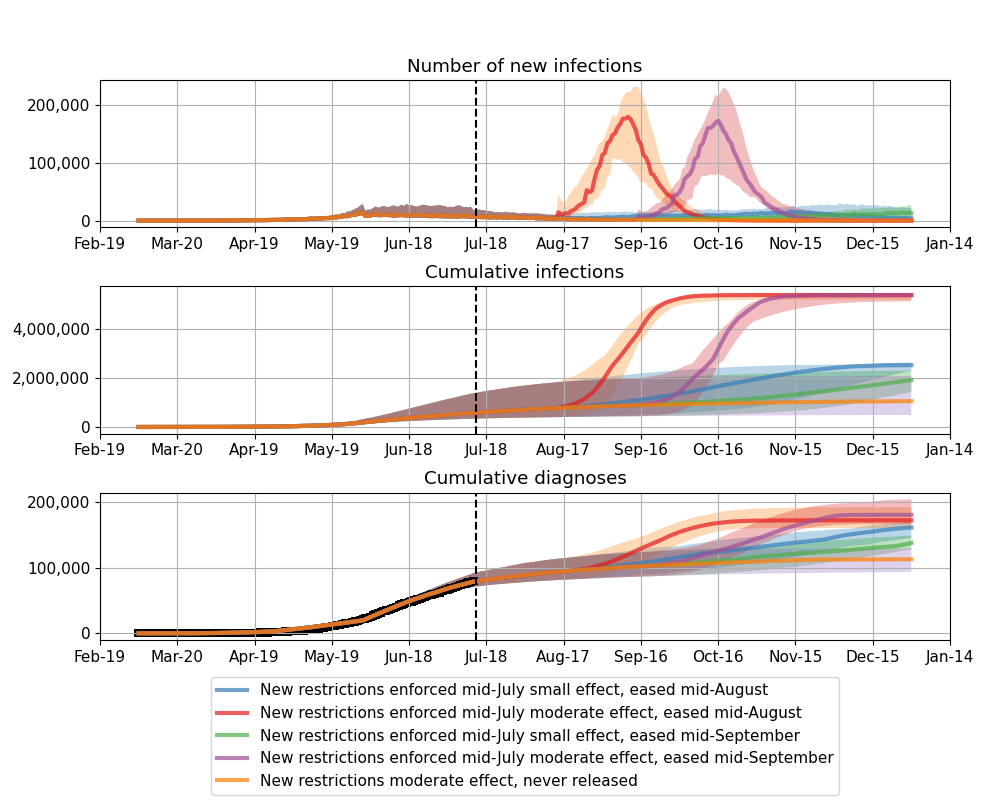 Number of new infections
200,000
100,000
0
Feb-19 Mar-20 Apr-19 May-19 Jun-18 Jul-18 Aug-17 Sep-16 Oct-16 Nov-15 Dec-15 Jan-14
Cumulative infections
4,000,000
2,000,000
0
Feb-19 Mar-20 Apr-19 May-19 Jun-18 Jul-18 Aug-17 Sep-16 Oct-16 Nov-15 Dec-15 Jan-14
Cumulative diagnoses
200,000
100,000
0
Feb-19 Mar-20 Apr-19 May-19 Jun-18 Jul-18 Aug-17 Sep-16 Oct-16 Nov-15 Dec-15 Jan-14
New restrictions enforced mid-July small effect, eased mid-August
New restrictions enforced mid-July moderate effect, eased mid-August
New restrictions enforced mid-July small effect, eased mid-September
New restrictions enforced mid-July moderate effect, eased mid-September
New restrictions moderate effect, never released